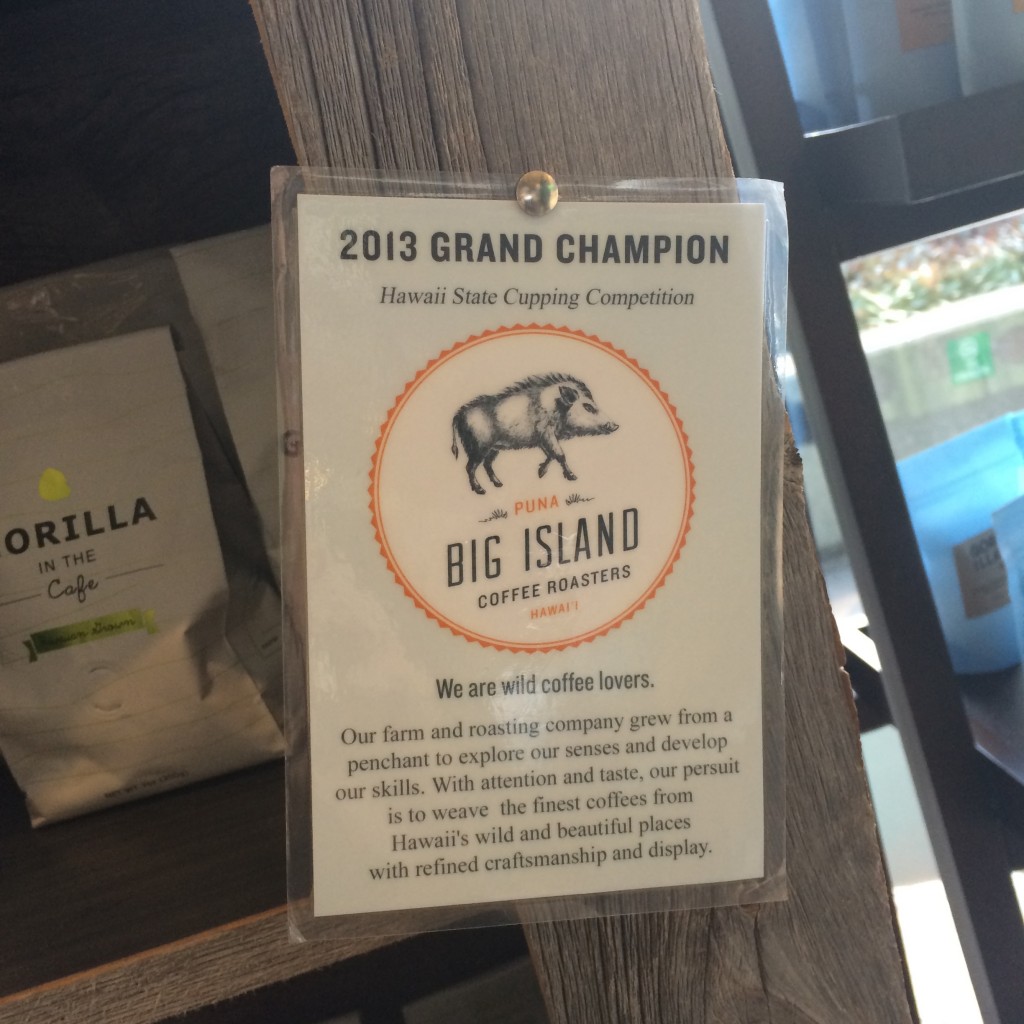 2013 GRAND CHAMPION
Hawaii State Cupping Competition
PUNA
BIG ISLAND
COFFEE ROASTERS
HAWAI'I
We are wild coffee lovers.
Our farm and roasting company grew from a
penchant to explore our senses and develop
our skills. With attention and taste, our persuit
is to weave the finest coffees from
Hawaii's wild and beautiful places
with refined craftsmanship and display.
ORILLA
IN THE
Cafe